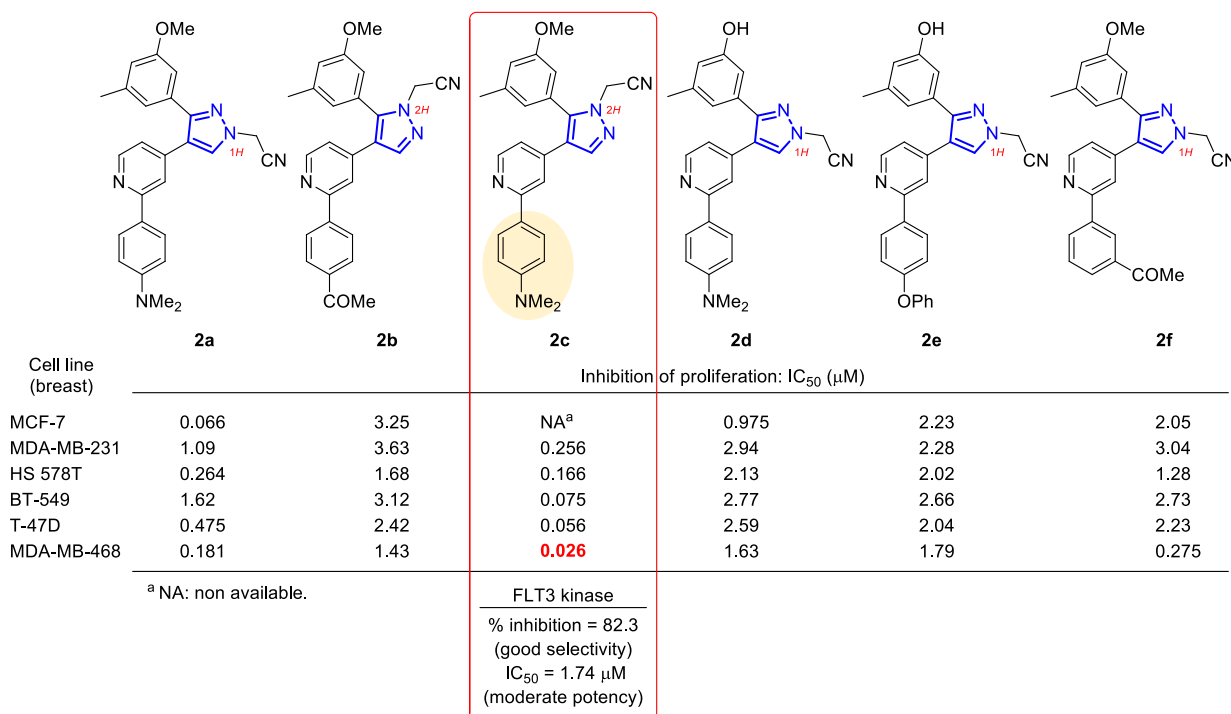 OMe OMe OMe OH OH OMe
CN CN
N N 2H N N 2H N N N N N N N N
1H 1H 1H 1H
CN CN CN CN
N N N N N N
COMe
NMe2 COMe NMe2 NMe2 OPh
2a 2b 2c 2d 2e 2f
Cell line
(breast)
Inhibition of proliferation: IC50 (μM)
MCF-7 0.066 3.25 NAa 0.975 2.23 2.05
MDA-MB-231 1.09 3.63 0.256 2.94 2.28 3.04
HS 578T 0.264 1.68 0.166 2.13 2.02 1.28
BT-549 1.62 3.12 0.075 2.77 2.66 2.73
T-47D 0.475 2.42 0.056 2.59 2.04 2.23
MDA-MB-468 0.181 1.43 0.026 1.63 1.79 0.275
a NA: non available.
FLT3 kinase
% inhibition = 82.3
(good selectivity)
IC50 = 1.74 μM
(moderate potency)